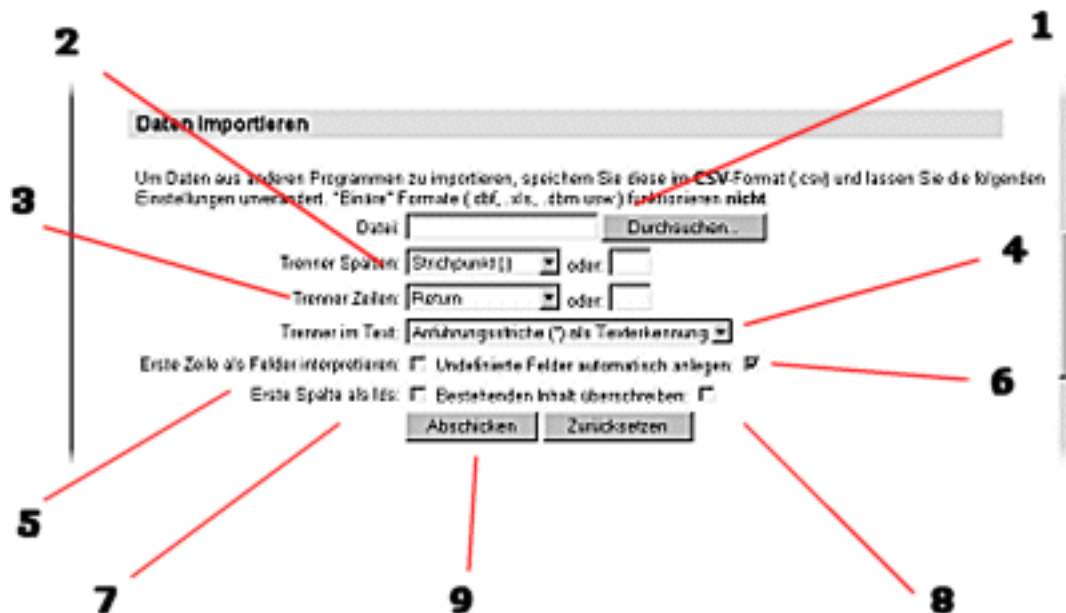 2
1
Daten Importieren
Um Daten aus anderen Programmen zu importieren, speichern Sie diese im CSV-Format (.csv) und lassen Sie die folgenden
Einstellungen unverändert. "Binäre" Formate (.dbf, .xls, .dbm usw.) funktionieren nicht
3
Datei:
Durchsuchen...
Trenner Spalten: Strichpunkt (;) oder:
4
Trenner Zeilen: Return oder:
Trenner im Text: Anführungsstriche (") als Texterkennung
Erste Zeile als Felder interpretieren: Undefinierte Felder automatisch anlegen:
6
Erste Spalte als Ids: Bestehenden Inhalt überschreiben:
Abschicken Zurücksetzen
5
7
9
8